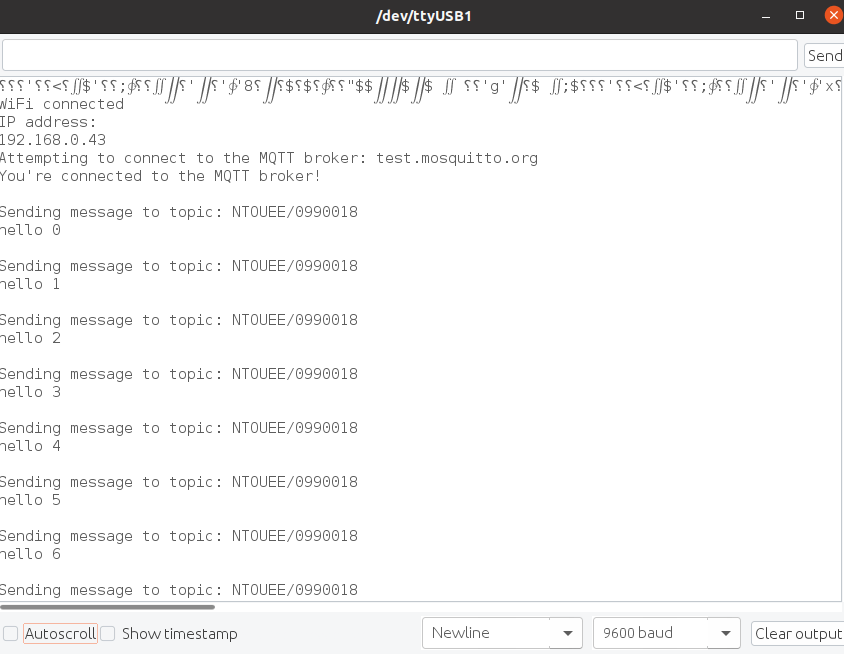 /dev/ttyUSB1
Send
WiFi connected
IP address:
192.168.0.43
Attempting to connect to the MQTT broker: test.mosquitto.org
You're connected to the MQTT broker!
Sending message to topic: NTOUEE/0990018
hello 0
Sending message to topic: NTOUEE/0990018
hello 1
Sending message to topic: NTOUEE/0990018
hello 2
Sending message to topic: NTOUEE/0990018
hello 3
Sending message to topic: NTOUEE/0990018
hello 4
Sending message to topic: NTOUEE/0990018
hello 5
Sending message to topic: NTOUEE/0990018
hello 6
Sending message to topic: NTOUEE/0990018
Autoscroll Show timestamp Newline 9600 baud Clear output